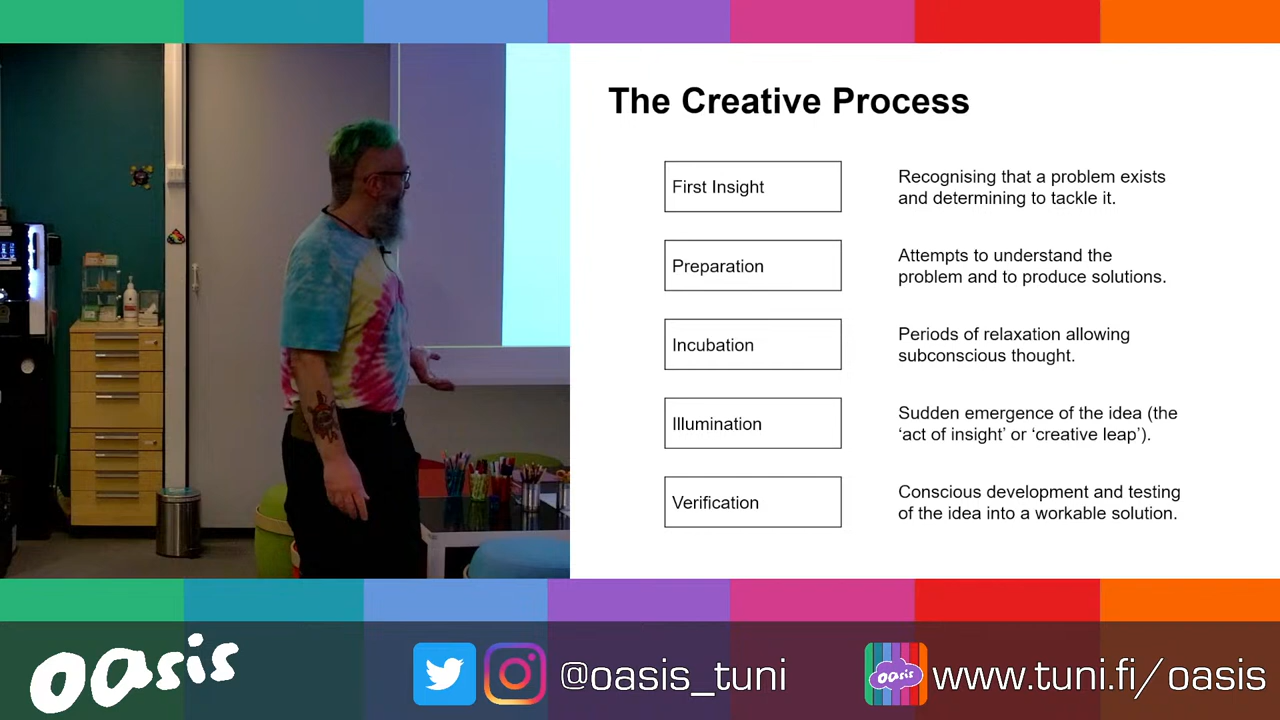 The Creative Process
First Insight
Recognising that a problem exists
and determining to tackle it.
Preparation
Attempts to understand the
problem and to produce solutions.
Incubation
Periods of relaxation allowing
subconscious thought.
Illumination
Sudden emergence of the idea (the
‘act of insight’ or ‘creative leap’).
Verification
Conscious development and testing
of the idea into a workable solution.
oasis
@oasis_tuni
oasis
www.tuni.fi/oasis